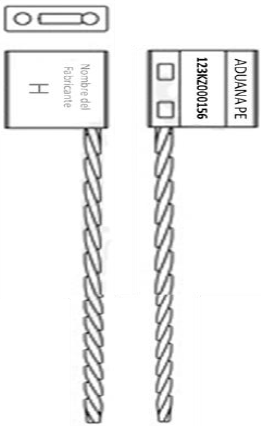 Nombre del
Fabricante
H
ADUANA PE
123KZ000156